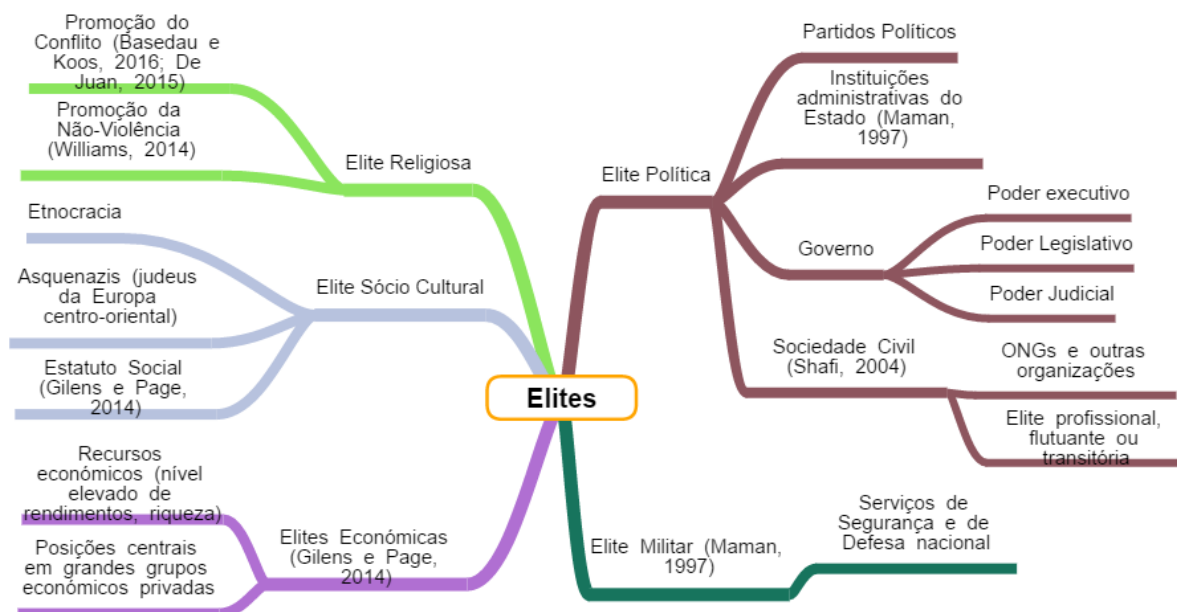 Promoção do
Conflito (Basedau e
Koos, 2016; De
Juan, 2015)
Promoção da
Não-Violência
(Williams, 2014)
Elite Religiosa
Etnocracia
Asquenazis (judeus
da Europa
centro-oriental)
Estatuto Social
(Gilens e Page,
2014)
Elite Sócio Cultural
Recursos
económicos (nível
elevado de
rendimentos, riqueza)
Posições centrais
em grandes grupos
económicos privadas
Elites Económicas
(Gilens e Page,
2014)
Elites
Elite Política
Partidos Políticos
Instituições
administrativas do
Estado (Maman,
1997)
Governo
Poder executivo
Poder Legislativo
Poder Judicial
Sociedade Civil
(Shafi, 2004)
ONGs e outras
organizações
Elite profissional,
flutuante ou
transitória
Elite Militar (Maman,
1997)
Serviços de
Segurança e de
Defesa nacional